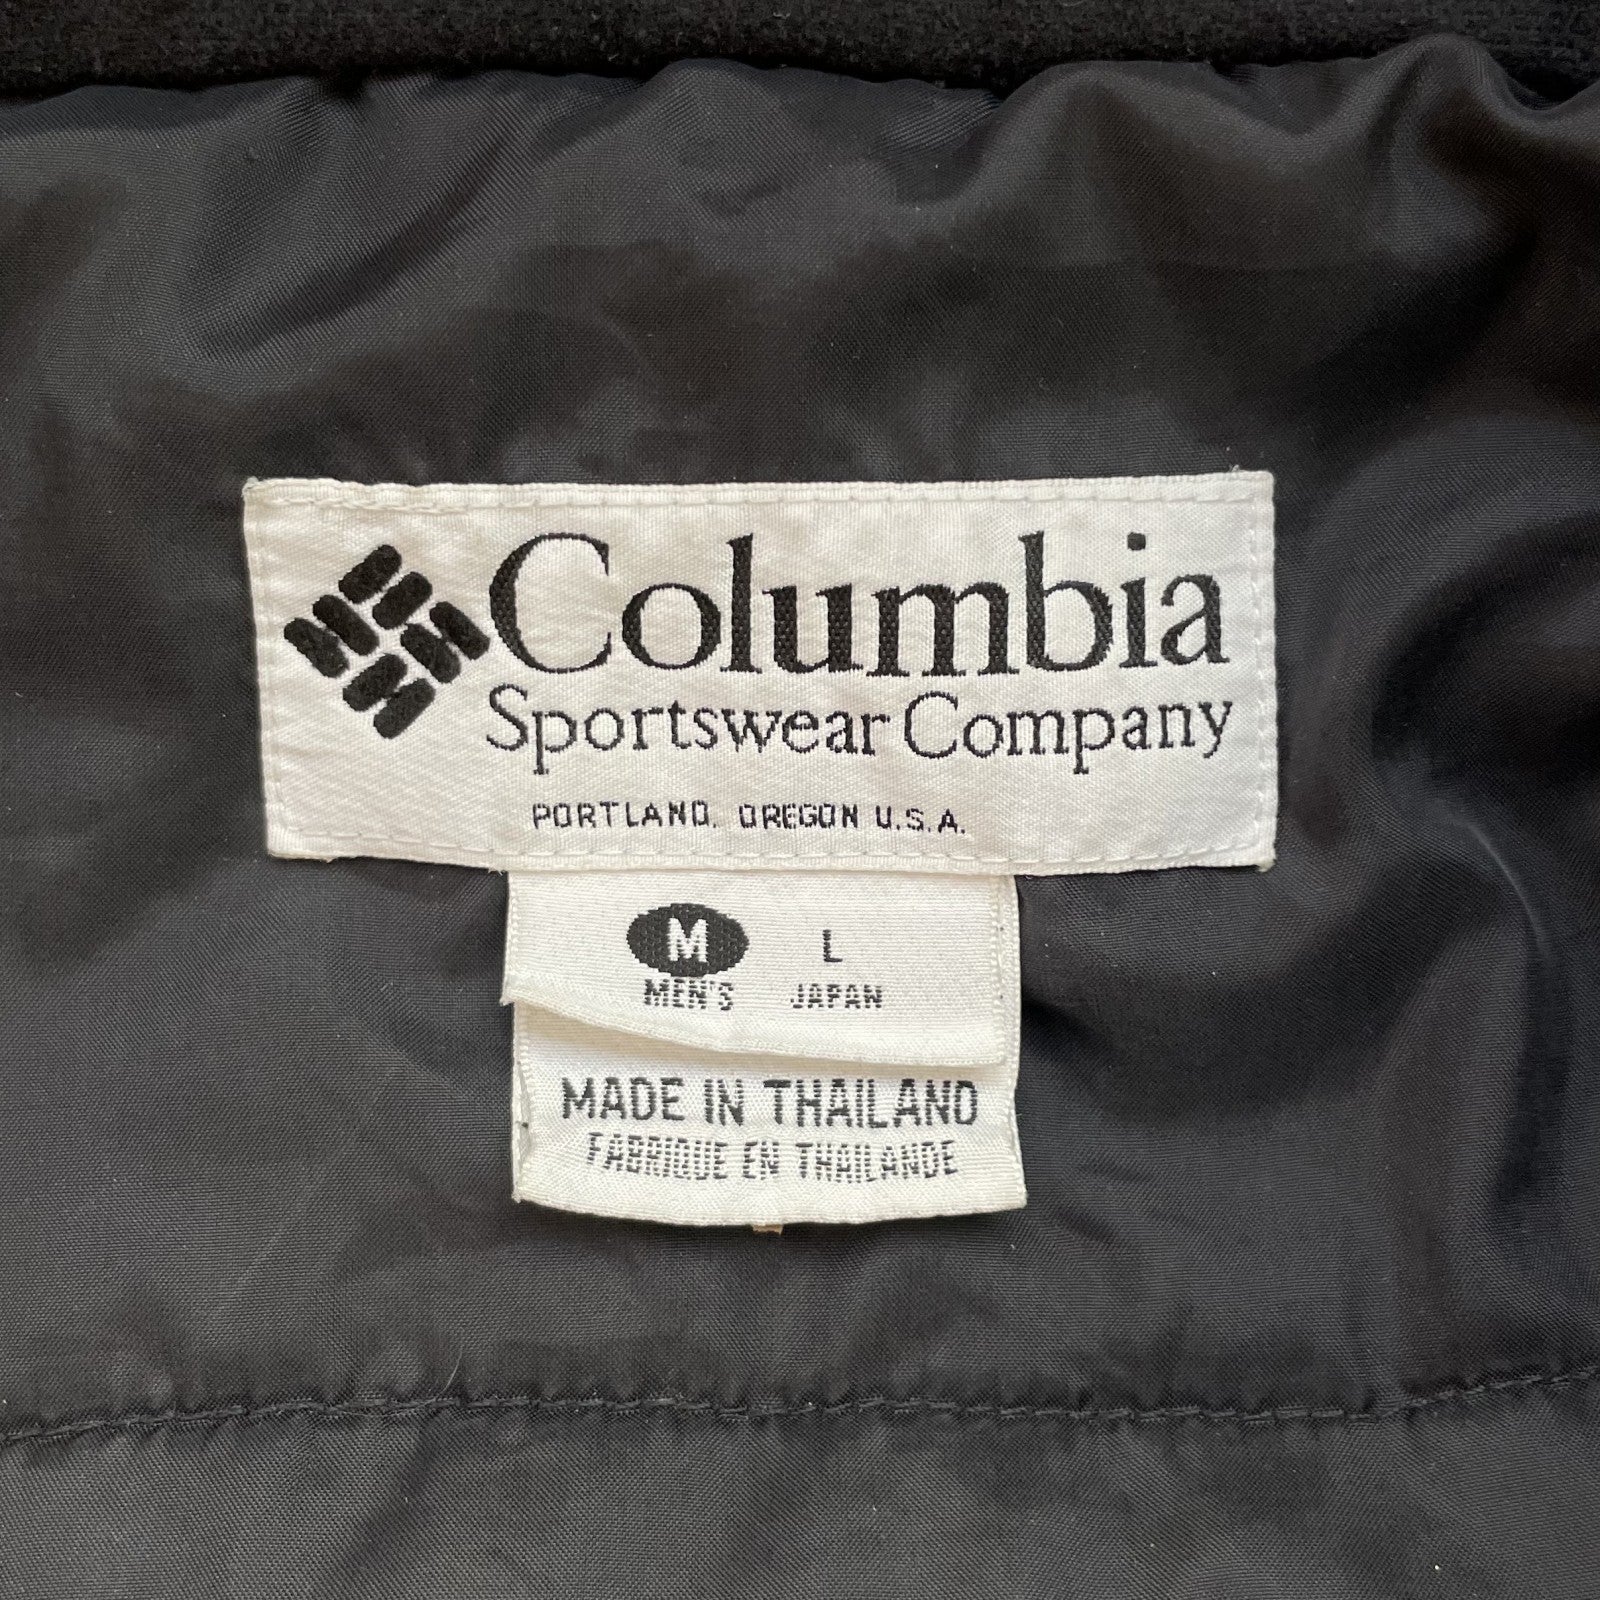 Columbia
Sportswear Company
PORTLAND, OREGON U.S.A.
M L
MEN'S JAPAN
MADE IN THAILAND
FABRIQUE EN THAILANDE